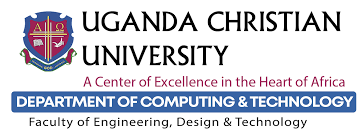 UGANDA CHRISTIAN
UNIVERSITY
A Center of Excellence in the Heart of Africa
DEPARTMENT OF COMPUTING & TECHNOLOGY
Faculty of Engineering, Design & Technology